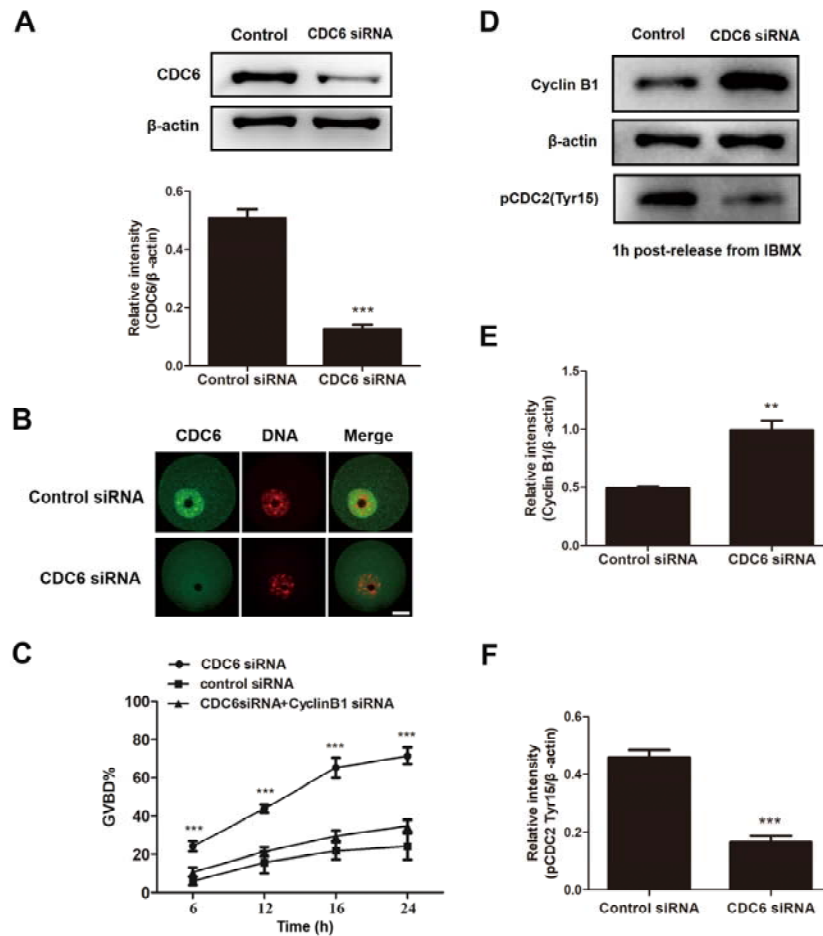 A
Control CDC6 siRNA
CDC6
β-actin
Relative intensity
(CDC6/β -actin)
0.6
0.4
0.2
0.0
***
Control siRNA CDC6 siRNA
B
CDC6 DNA Merge
Control siRNA
CDC6 siRNA
C
CDC6 siRNA
control siRNA
CDC6siRNA+CyclinB1 siRNA
GVBD%
100
80
60
40
20
0
***
***
***
***
6 12 16 24
Time (h)
D
Control CDC6 siRNA
Cyclin B1
β-actin
pCDC2(Tyr15)
1h post-release from IBMX
E
Relative intensity
(Cyclin B1/β -actin)
1.5
1.0
0.5
0.0
**
Control siRNA CDC6 siRNA
F
Relative intensity
(pCDC2 Tyr15/β -actin)
0.6
0.4
0.2
0.0
***
Control siRNA CDC6 siRNA